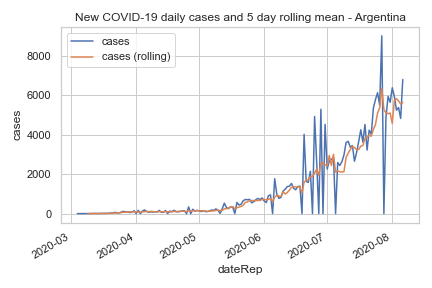 New COVID-19 daily cases and 5 day rolling mean - Argentina
cases
cases (rolling)
8000
6000
4000
2000
0
cases
2020-03
2020-04
2020-05
2020-06
2020-07
2020-08
dateRep